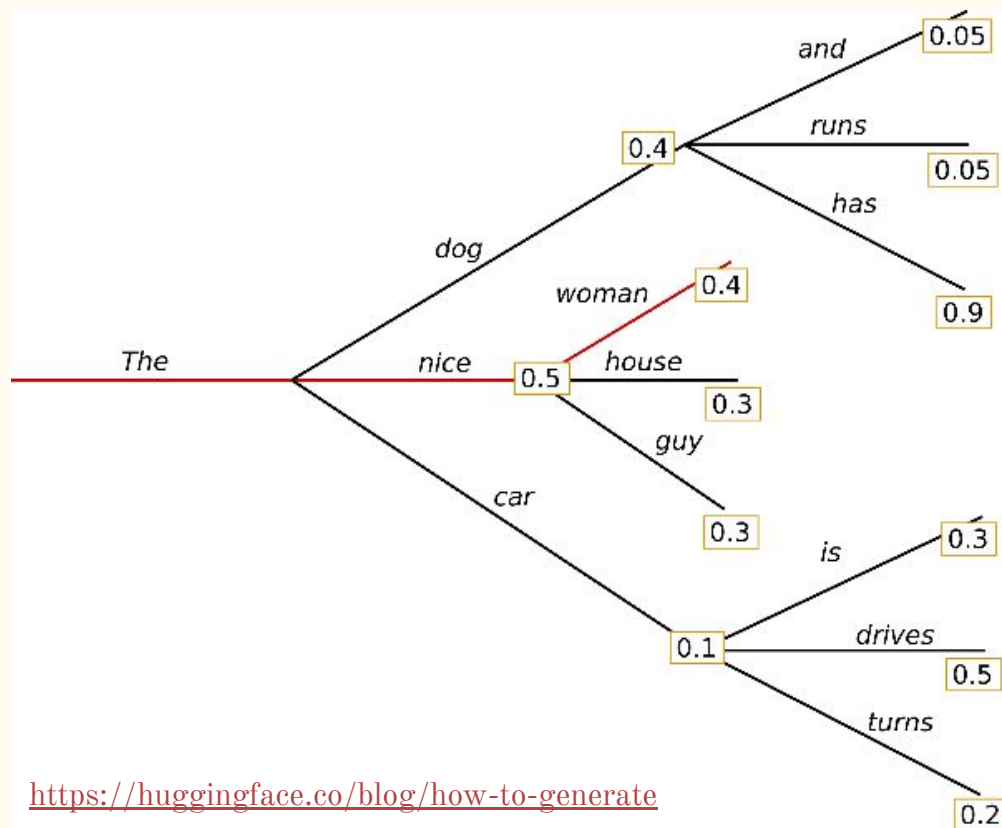 and
0.05
runs
0.4
0.05
has
dog
woman
0.4
0.9
The
nice
house
0.5
0.3
guy
car
0.3
is
0.3
drives
0.1
0.5
turns
https://huggingface.co/blog/how-to-generate
0.2